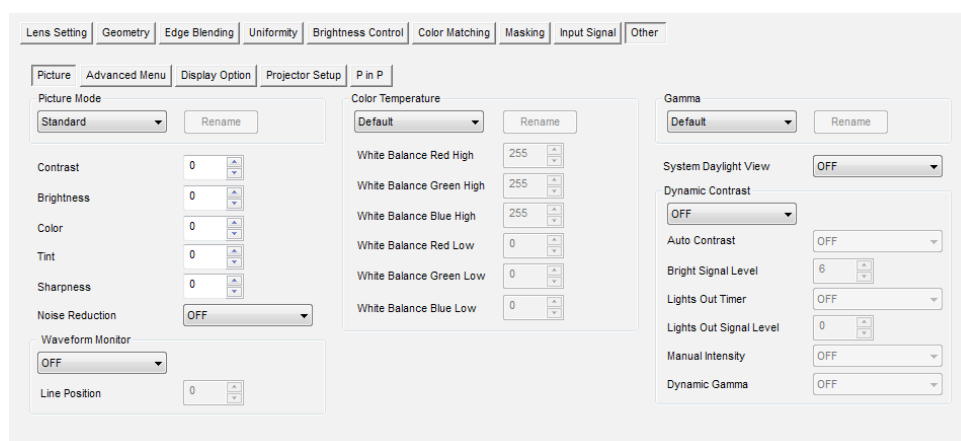 Lens Setting Geometry Edge Blending Uniformity Brightness Control Color Matching Masking Input Signal Other
Picture Advanced Menu Display Option Projector Setup P in P
Picture Mode
Standard Rename
Contrast 0
Brightness 0
Color 0
Tint 0
Sharpness 0
Noise Reduction OFF
Waveform Monitor
OFF
Line Position 0
Color Temperature
Default Rename
White Balance Red High 255
White Balance Green High 255
White Balance Blue High 255
White Balance Red Low 0
White Balance Green Low 0
White Balance Blue Low 0
Gamma
Default Rename
System Daylight View OFF
Dynamic Contrast
OFF
Auto Contrast OFF
Bright Signal Level 6
Lights Out Timer OFF
Lights Out Signal Level 0
Manual Intensity OFF
Dynamic Gamma OFF